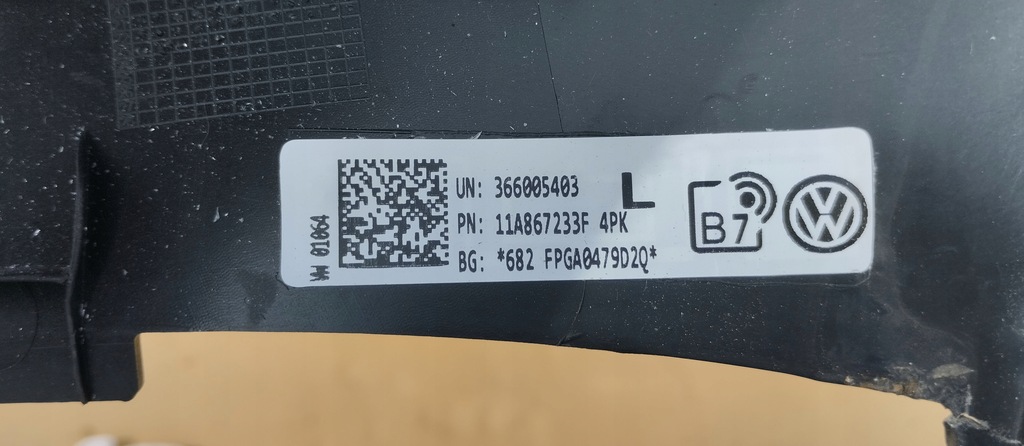 UN: 366005403
L
PN: 11A867233F 4PK
BG: *682 FPGA0479D2Q*
VW 01064
B7